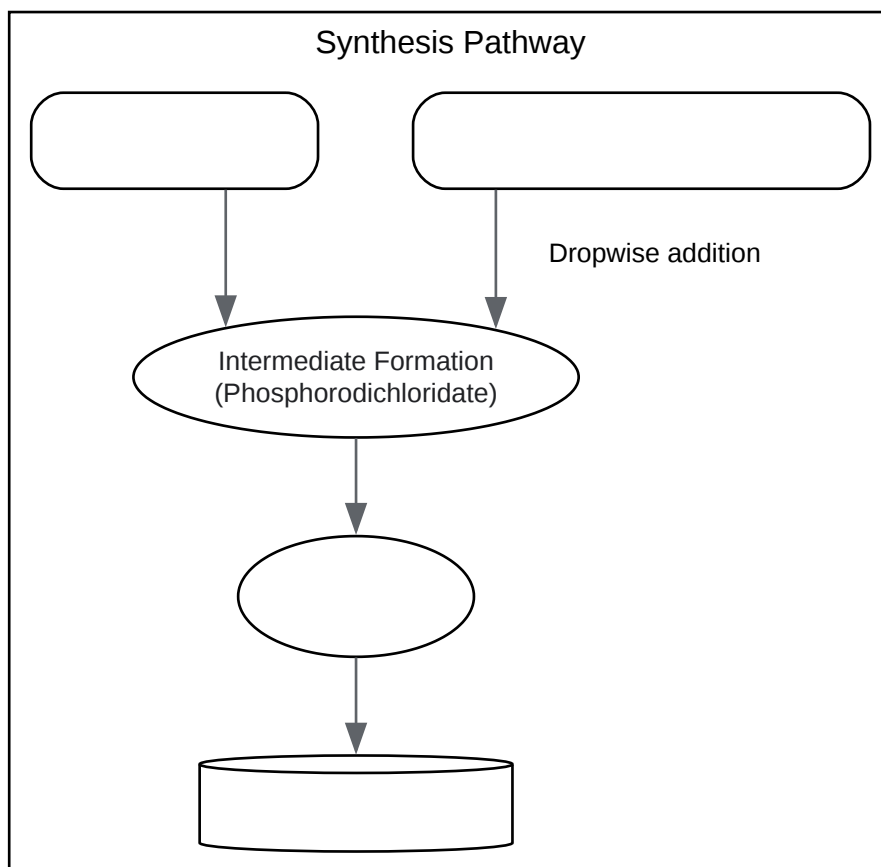 Synthesis Pathway
Dropwise addition
Intermediate Formation
(Phosphorodichloridate)